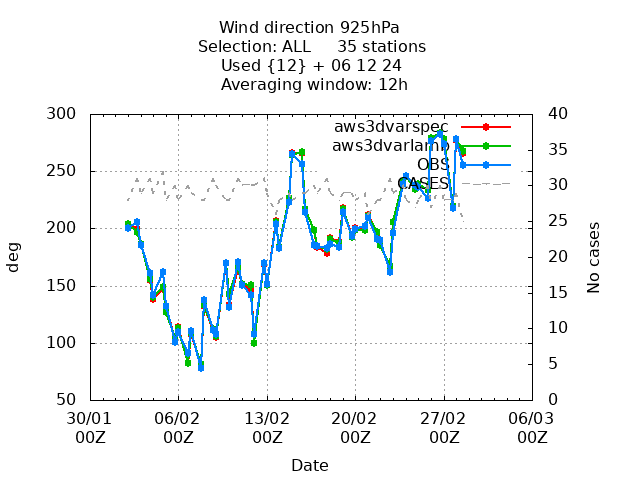 Wind direction 925hPa
Selection: ALL 35 stations
Used {12} + 06 12 24
Averaging window: 12h
300
250
200
150
100
50
deg
40
35
30
25
20
15
10
5
0
No cases
aws3dvarspec
aws3dvarlamb
OBS
CASES
30/01 06/02 13/02 20/02 27/02 06/03
00Z 00Z 00Z 00Z 00Z 00Z
Date